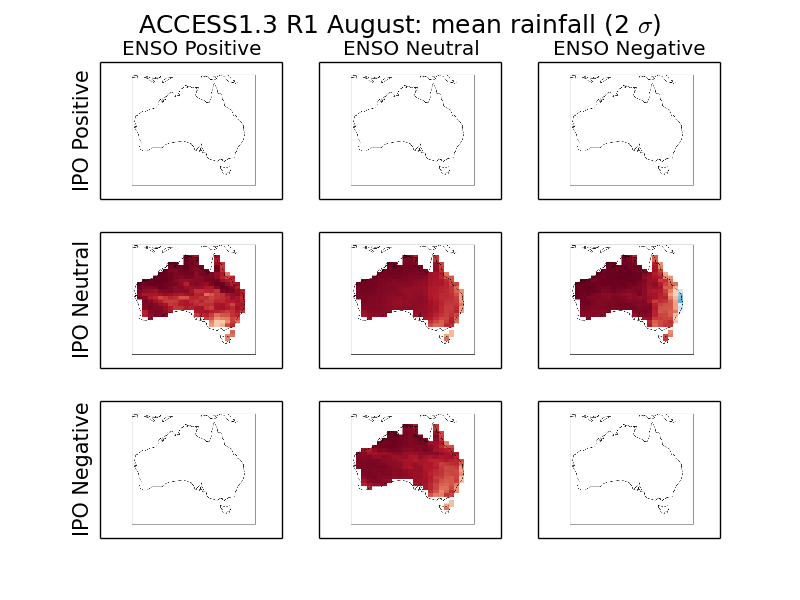 ACCESS1.3 R1 August: mean rainfall (2 σ)
ENSO Positive
ENSO Neutral
ENSO Negative
IPO Positive
IPO Neutral
IPO Negative